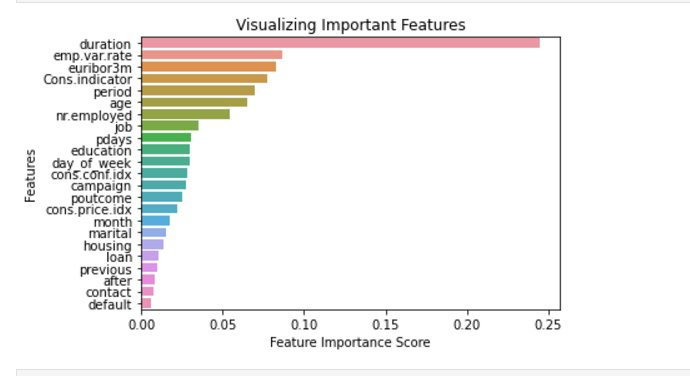 Visualizing Important Features
duration
emp.var.rate
euribor3m
Cons.indicator
period
age
nr.employed
job
pdays
education
day_of_week
cons.conf.idx
campaign
poutcome
cons.price.idx
month
marital
housing
loan
previous
after
contact
default
Features
0.00 0.05 0.10 0.15 0.20 0.25
Feature Importance Score